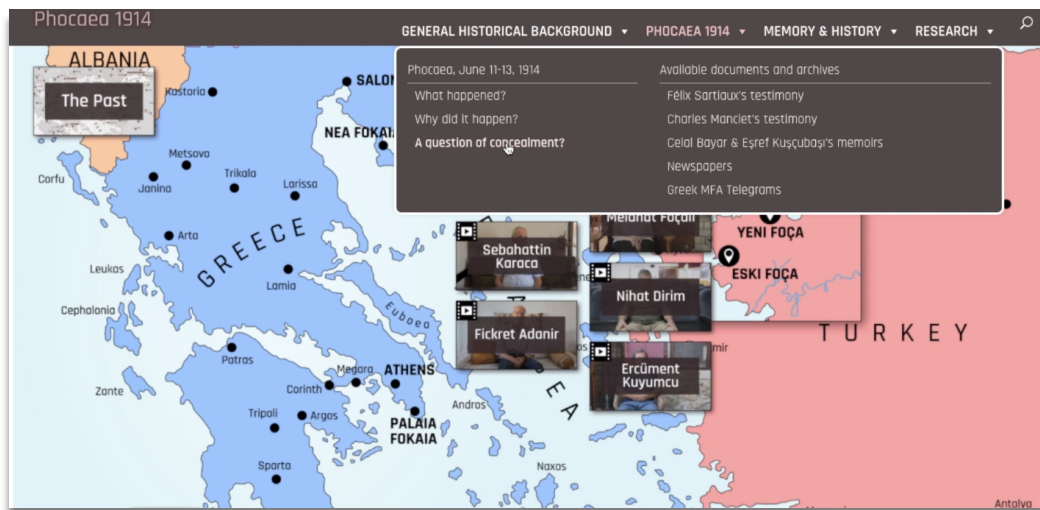 Phocaea 1914
GENERAL HISTORICAL BACKGROUND
PHOCAEA 1914
MEMORY & HISTORY
RESEARCH
Phocaea, June 11-13, 1914
What happened?
Why did it happen?
A question of concealment?
Available documents and archives
Félix Sartiaux's testimony
Charles Manciet's testimony
Celal Bayar & Eşref Kuşçubaşı's memoirs
Newspapers
Greek MFA Telegrams
ALBANIA
The Past
Kastoria
SALO
NEA FOKAI
Metsovo
Corfu
Janina
Trikala
Larissa
Arta
GREECE
Leukas
Lamia
Cephalonia
Euboea
Patras
Megara
ATHENS
Zante
Corinth
Tripoli
Argos
PALAIA
FOKAIA
Andros
Sparta
Naxos
Sebahattin
Karaca
Fickret Adanir
Melahat Foçali
Nihat Dirim
Ercüment
Kuyumcu
YENI FOÇA
ESKI FOÇA
TURKEY
SEA
Antalya